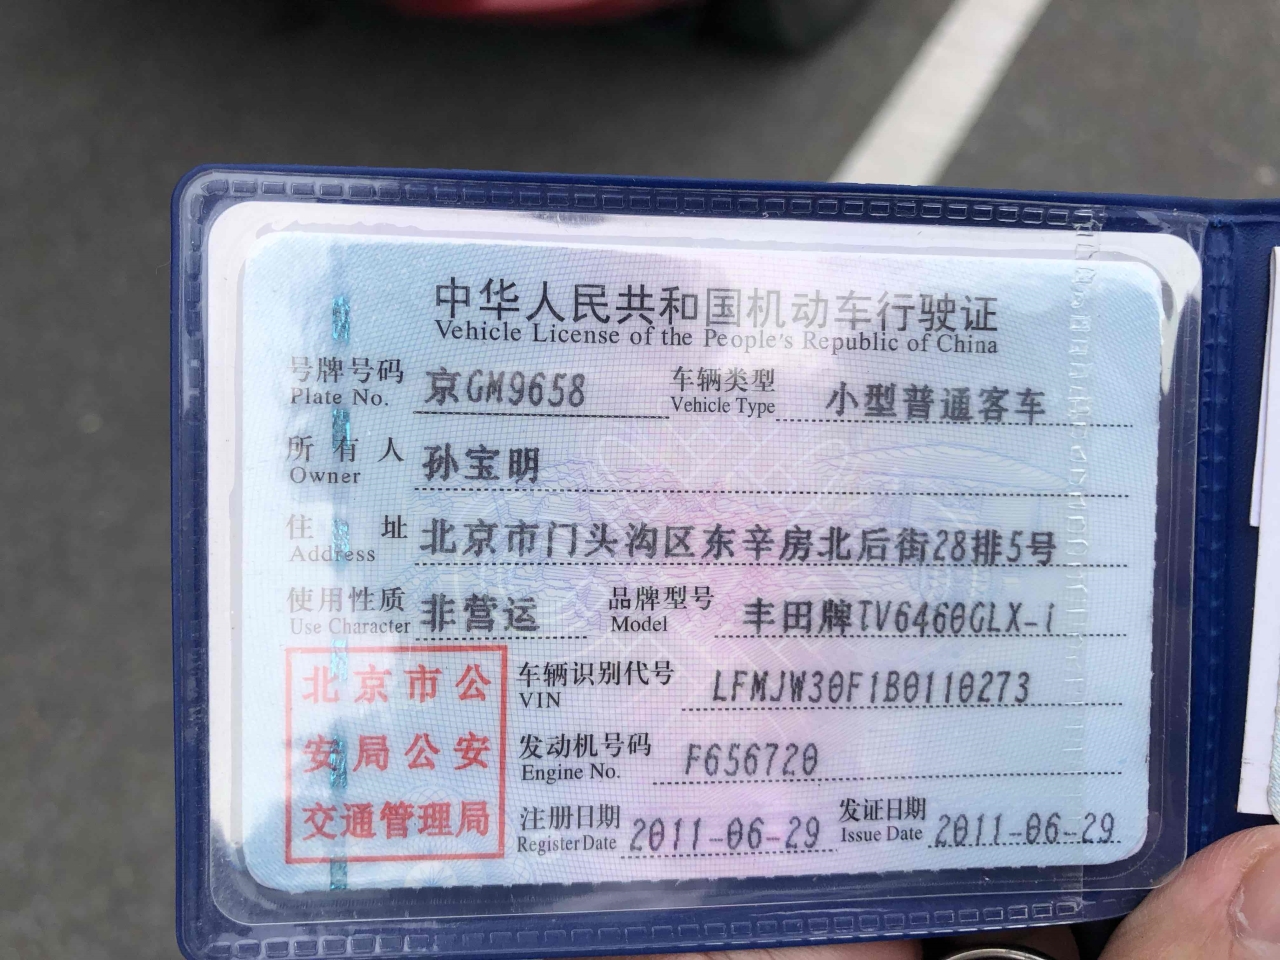 中华人民共和国机动车行驶证
Vehicle License of the People's Republic of China
号牌号码 京GM9658 车辆类型 小型普通客车
Plate No. Vehicle Type
所有人 孙宝明
Owner
住址 北京市门头沟区东辛房北后街28排5号
Address
使用性质 非营运 品牌型号 丰田牌TV6460GLX-i
Use Character Model
北京市公
安局公安
交通管理局
车辆识别代号 LFMJW30F1B0110273
VIN
发动机号码 F656720
Engine No.
注册日期 2011-06-29 发证日期 2011-06-29
Register Date Issue Date